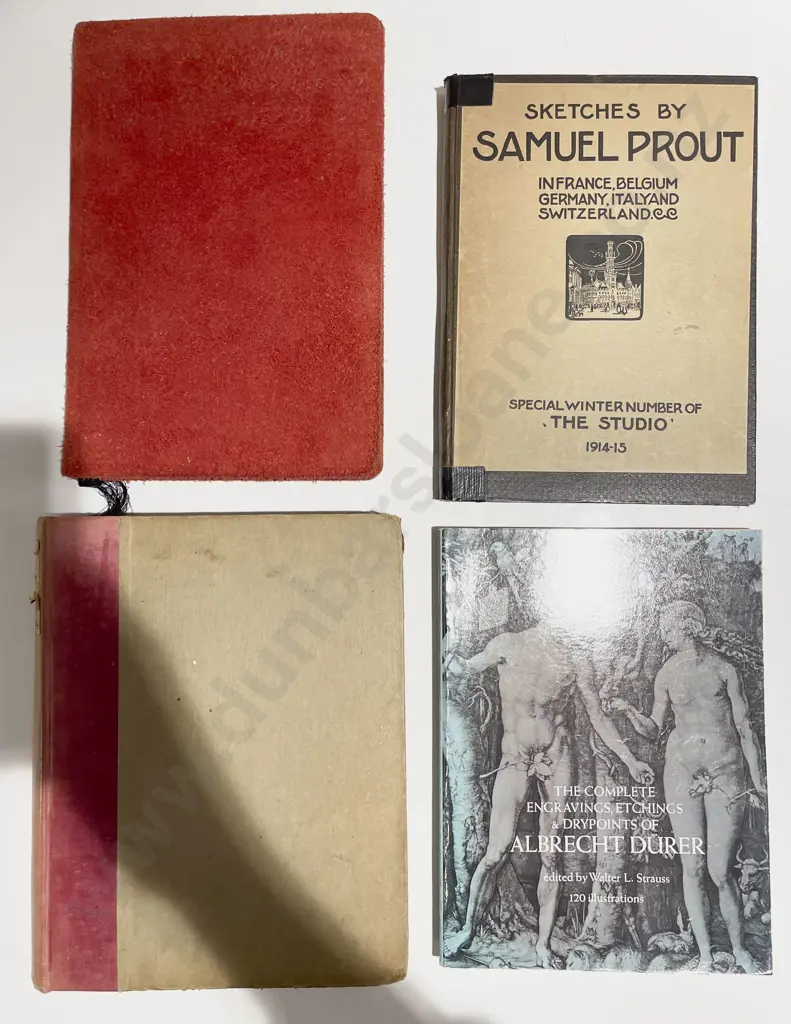 SKETCHES BY
SAMUEL PROUT
IN FRANCE, BELGIUM
GERMANY, ITALY AND
SWITZERLAND.
SPECIAL WINTER NUMBER OF
'THE STUDIO'
1914-15
THE COMPLETE
ENGRAVINGS, ETCHINGS
& DRYPOINTS OF
ALBRECHT DÜRER
edited by Walter L. Strauss
120 illustrations